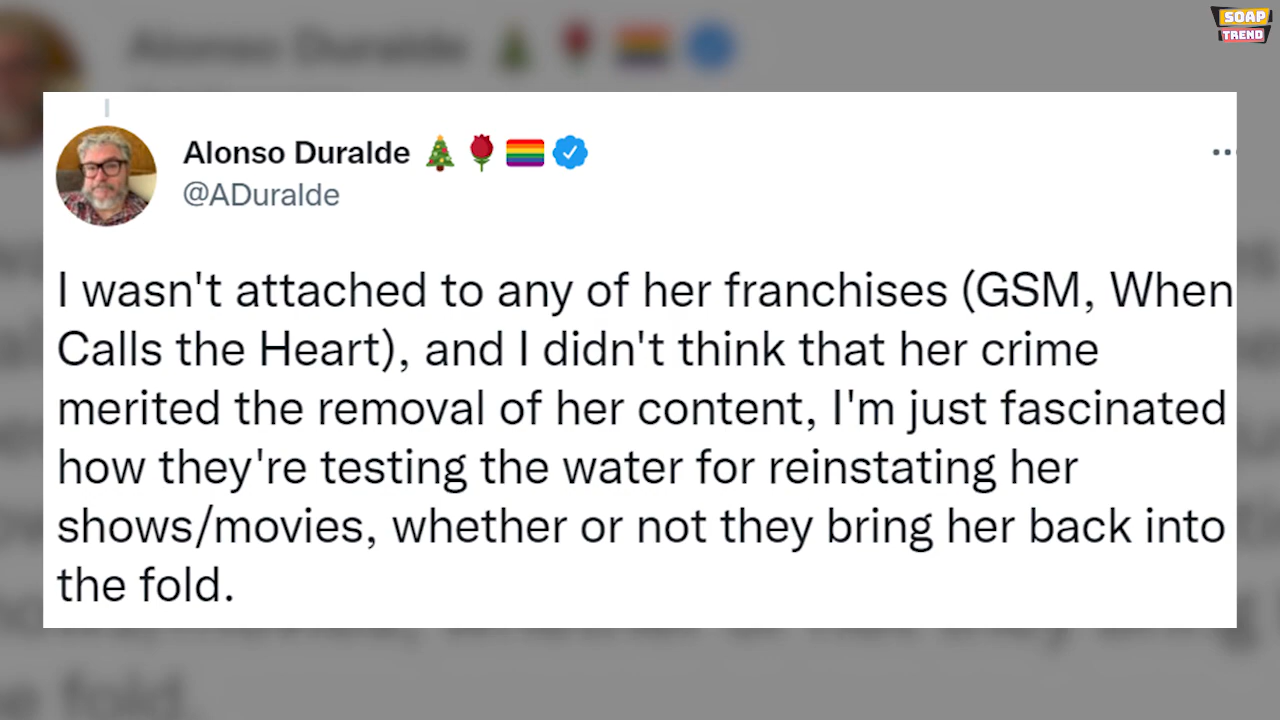 SOAP
TREND
Alonso Duralde 🎄🌹🏳️‍🌈
@ADuralde
I wasn't attached to any of her franchises (GSM, When
Calls the Heart), and I didn't think that her crime
merited the removal of her content, I'm just fascinated
how they're testing the water for reinstating her
shows/movies, whether or not they bring her back into
the fold.